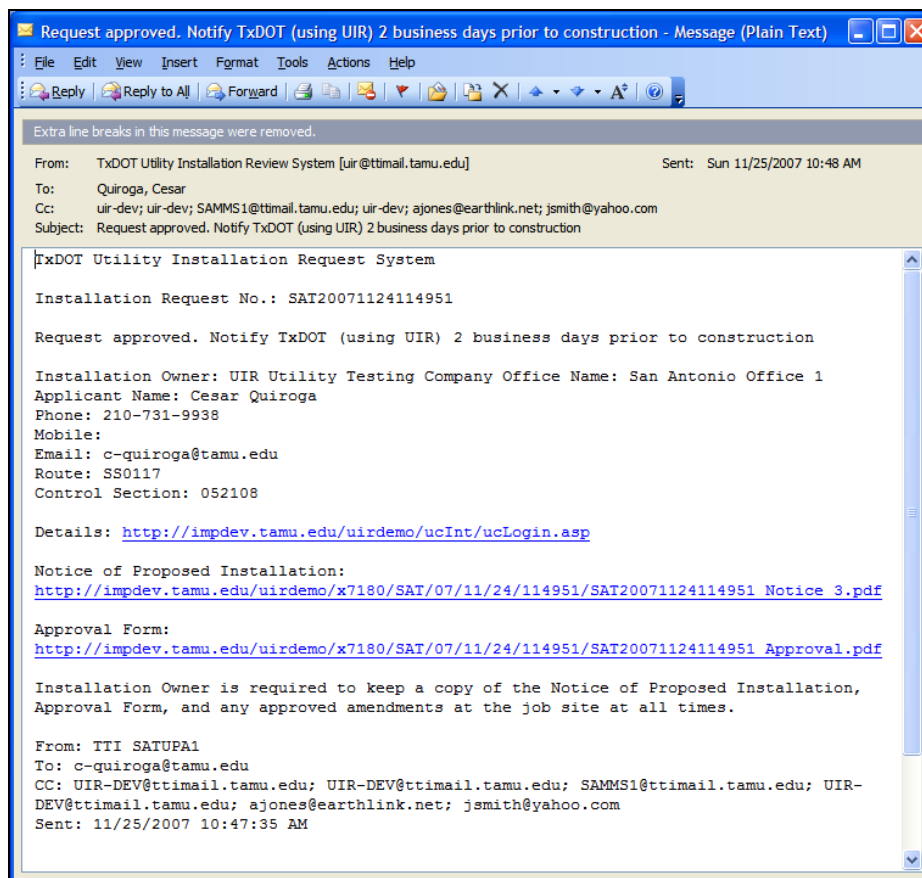 Request approved. Notify TxDOT (using UIR) 2 business days prior to construction - Message (Plain Text)
File Edit View Insert Format Tools Actions Help
Reply Reply to All Forward
Extra line breaks in this message were removed.
From: TxDOT Utility Installation Review System [uir@ttimail.tamu.edu] Sent: Sun 11/25/2007 10:48 AM
To: Quiroga, Cesar
Cc: uir-dev; uir-dev; SAMMS1@ttimail.tamu.edu; uir-dev; ajones@earthlink.net; jsmith@yahoo.com
Subject: Request approved. Notify TxDOT (using UIR) 2 business days prior to construction
TxDOT Utility Installation Request System
Installation Request No.: SAT20071124114951
Request approved. Notify TxDOT (using UIR) 2 business days prior to construction
Installation Owner: UIR Utility Testing Company Office Name: San Antonio Office 1
Applicant Name: Cesar Quiroga
Phone: 210-731-9938
Mobile:
Email: c-quiroga@tamu.edu
Route: SS0117
Control Section: 052108
Details: http://impdev.tamu.edu/uirdemo/ucInt/ucLogin.asp
Notice of Proposed Installation:
http://impdev.tamu.edu/uirdemo/x7180/SAT/07/11/24/114951/SAT20071124114951 Notice 3.pdf
Approval Form:
http://impdev.tamu.edu/uirdemo/x7180/SAT/07/11/24/114951/SAT20071124114951 Approval.pdf
Installation Owner is required to keep a copy of the Notice of Proposed Installation,
Approval Form, and any approved amendments at the job site at all times.
From: TTI SATUPA1
To: c-quiroga@tamu.edu
CC: UIR-DEV@ttimail.tamu.edu; UIR-DEV@ttimail.tamu.edu; SAMMS1@ttimail.tamu.edu; UIR-
DEV@ttimail.tamu.edu; ajones@earthlink.net; jsmith@yahoo.com
Sent: 11/25/2007 10:47:35 AM